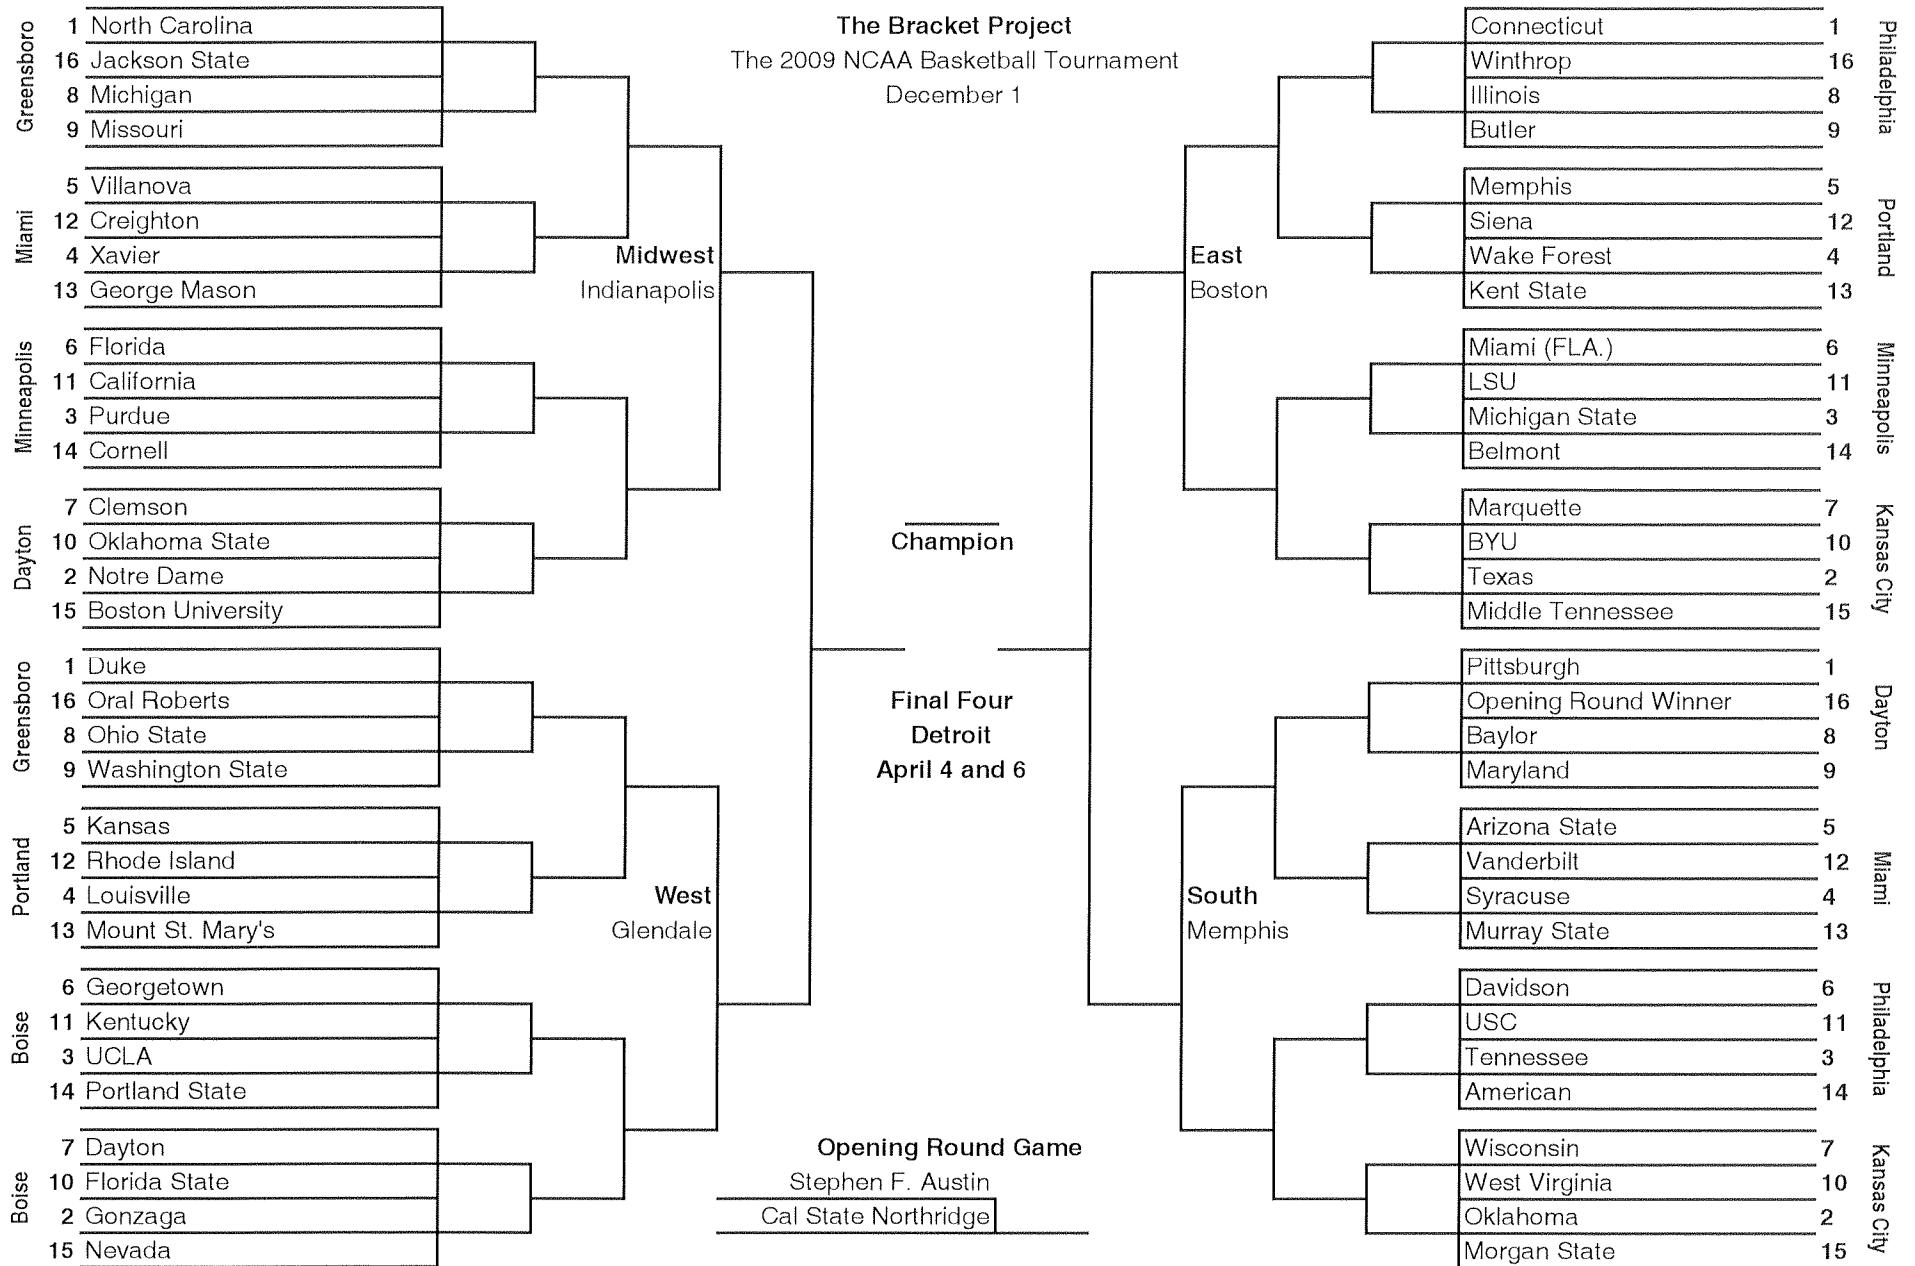 The Bracket Project
The 2009 NCAA Basketball Tournament
December 1
Greensboro
1 North Carolina
16 Jackson State
8 Michigan
9 Missouri
Miami
5 Villanova
12 Creighton
4 Xavier
13 George Mason
Midwest
Indianapolis
Minneapolis
6 Florida
11 California
3 Purdue
14 Cornell
Dayton
7 Clemson
10 Oklahoma State
2 Notre Dame
15 Boston University
Greensboro
1 Duke
16 Oral Roberts
8 Ohio State
9 Washington State
Portland
5 Kansas
12 Rhode Island
4 Louisville
13 Mount St. Mary's
West
Glendale
Boise
6 Georgetown
11 Kentucky
3 UCLA
14 Portland State
Boise
7 Dayton
10 Florida State
2 Gonzaga
15 Nevada
Champion
Final Four
Detroit
April 4 and 6
Opening Round Game
Stephen F. Austin
Cal State Northridge
Connecticut 1
Winthrop 16
Illinois 8
Butler 9
Philadelphia
Memphis 5
Siena 12
Wake Forest 4
Kent State 13
Portland
East
Boston
Miami (FLA.) 6
LSU 11
Michigan State 3
Belmont 14
Minneapolis
Marquette 7
BYU 10
Texas 2
Middle Tennessee 15
Kansas City
Pittsburgh 1
Opening Round Winner 16
Baylor 8
Maryland 9
Dayton
Arizona State 5
Vanderbilt 12
Syracuse 4
Murray State 13
Miami
South
Memphis
Davidson 6
USC 11
Tennessee 3
American 14
Philadelphia
Wisconsin 7
West Virginia 10
Oklahoma 2
Morgan State 15
Kansas City